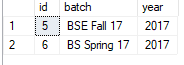 id batch year
1 5 BSE Fall 17 2017
2 6 BS Spring 17 2017